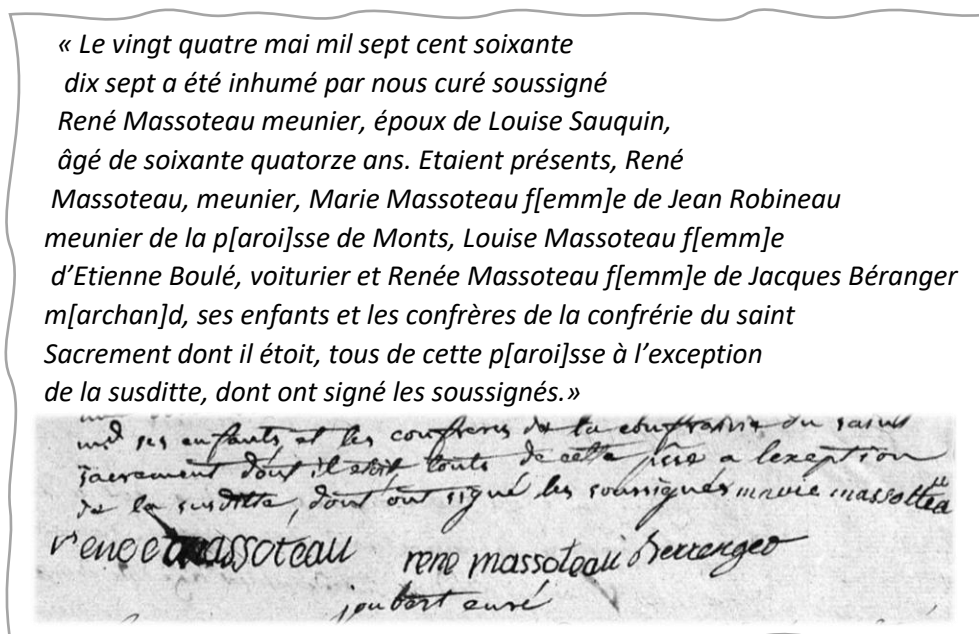 « Le vingt quatre mai mil sept cent soixante
dix sept a été inhumé par nous curé soussigné
René Massoteau meunier, époux de Louise Sauquin,
âgé de soixante quatorze ans. Etaient présents, René
Massoteau, meunier, Marie Massoteau f[emm]e de Jean Robineau
meunier de la p[aroi]sse de Monts, Louise Massoteau f[emm]e
d’Etienne Boulé, voiturier et Renée Massoteau f[emm]e de Jacques Béranger
m[archan]d, ses enfants et les confrères de la confrérie du saint
Sacrement dont il étoit, tous de cette p[aroi]sse à l’exception
de la susditte, dont ont signé les soussignés.»
md ses enfants et les confreres de la confrairie du saint
sacrement dont il etoit touts de cette psse a lexeption
de la susditte, dont ont signé les soussignés marie massottea
renee massoteau rene massoteau Berrenger
joubert curé